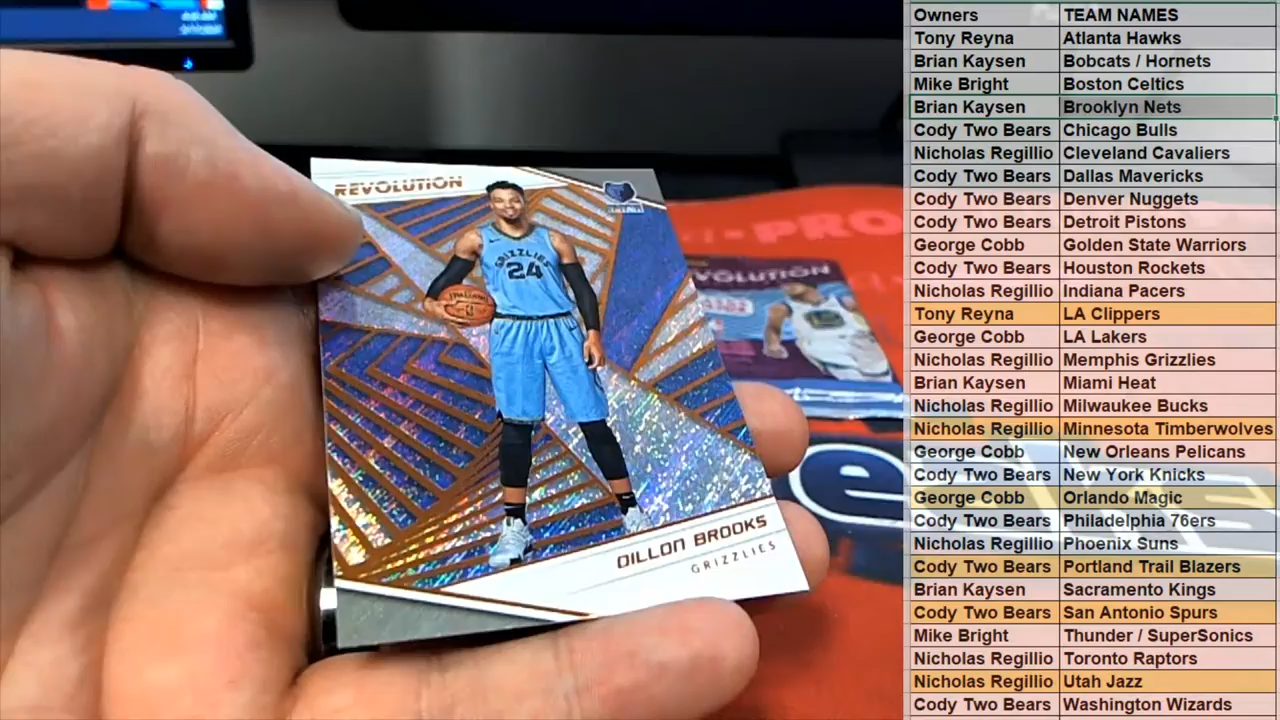 REVOLUTION
GRIZZLIES
24
DILLON BROOKS
GRIZZLIES
PRO
VOLUTION
Owners TEAM NAMES
Tony Reyna Atlanta Hawks
Brian Kaysen Bobcats / Hornets
Mike Bright Boston Celtics
Brian Kaysen Brooklyn Nets
Cody Two Bears Chicago Bulls
Nicholas Regillio Cleveland Cavaliers
Cody Two Bears Dallas Mavericks
Cody Two Bears Denver Nuggets
Cody Two Bears Detroit Pistons
George Cobb Golden State Warriors
Cody Two Bears Houston Rockets
Nicholas Regillio Indiana Pacers
Tony Reyna LA Clippers
George Cobb LA Lakers
Nicholas Regillio Memphis Grizzlies
Brian Kaysen Miami Heat
Nicholas Regillio Milwaukee Bucks
Nicholas Regillio Minnesota Timberwolves
George Cobb New Orleans Pelicans
Cody Two Bears New York Knicks
George Cobb Orlando Magic
Cody Two Bears Philadelphia 76ers
Nicholas Regillio Phoenix Suns
Cody Two Bears Portland Trail Blazers
Brian Kaysen Sacramento Kings
Cody Two Bears San Antonio Spurs
Mike Bright Thunder / SuperSonics
Nicholas Regillio Toronto Raptors
Nicholas Regillio Utah Jazz
Cody Two Bears Washington Wizards